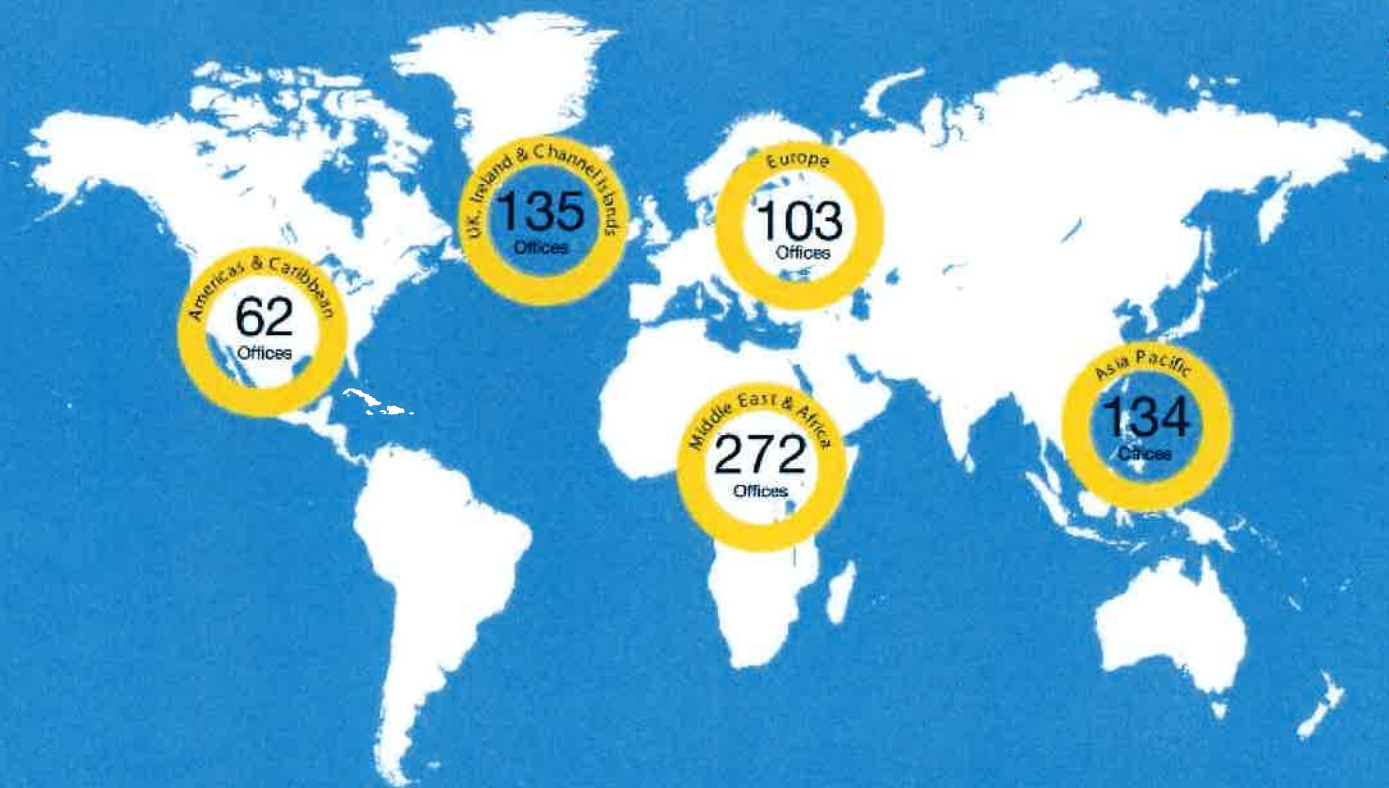 UK, Ireland & Channel Islands
135
Offices
Europe
103
Offices
Americas & Caribbean
62
Offices
Asia Pacific
134
Offices
Middle East & Africa
272
Offices